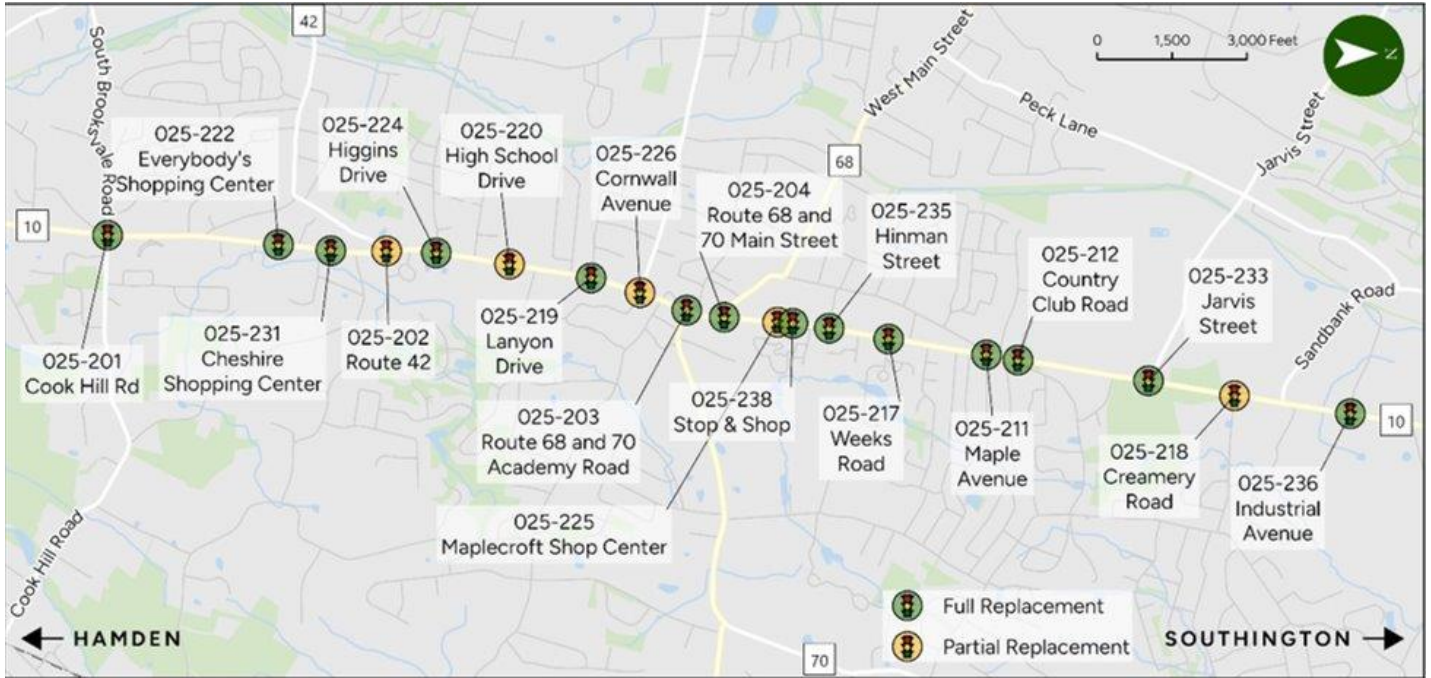 42
0
1,500
3,000 Feet
N
South Brooksvale Road
West Main Street
Peck Lane
Jarvis Street
025-222
Everybody's
Shopping Center
025-224
Higgins
Drive
025-220
High School
Drive
025-226
Cornwall
Avenue
68
025-204
Route 68 and
70 Main Street
025-235
Hinman
Street
10
025-212
Country
Club Road
025-233
Jarvis
Street
Sandbank Road
025-201
Cook Hill Rd
025-231
Cheshire
Shopping Center
025-202
Route 42
025-219
Lanyon
Drive
025-203
Route 68 and 70
Academy Road
025-238
Stop & Shop
025-217
Weeks
Road
025-211
Maple
Avenue
025-218
Creamery
Road
025-236
Industrial
Avenue
10
025-225
Maplecroft Shop Center
Cook Hill Road
Full Replacement
Partial Replacement
HAMDEN
70
SOUTHINGTON